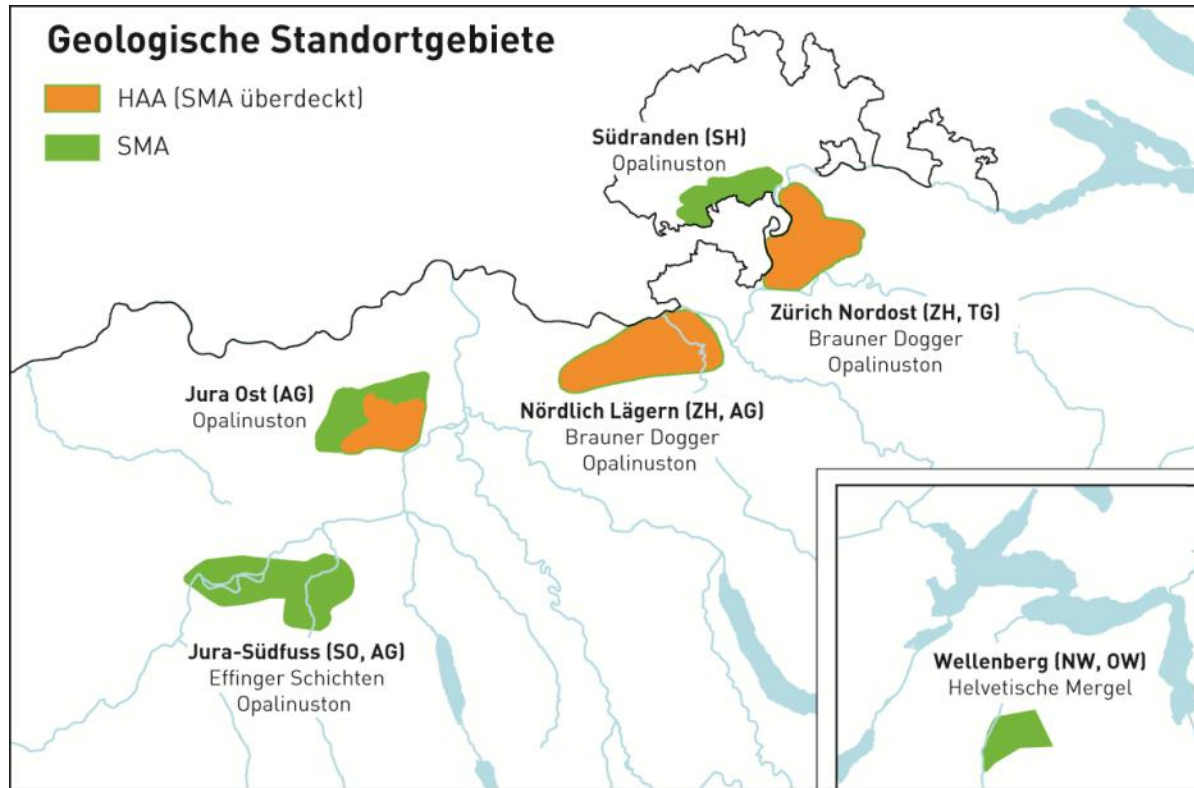 Geologische Standortgebiete
HAA (SMA überdeckt)
SMA
Südranden (SH)
Opalinuston
Zürich Nordost (ZH, TG)
Brauner Dogger
Opalinuston
Jura Ost (AG)
Opalinuston
Nördlich Lägern (ZH, AG)
Brauner Dogger
Opalinuston
Jura-Südfuss (SO, AG)
Effinger Schichten
Opalinuston
Wellenberg (NW, OW)
Helvetische Mergel